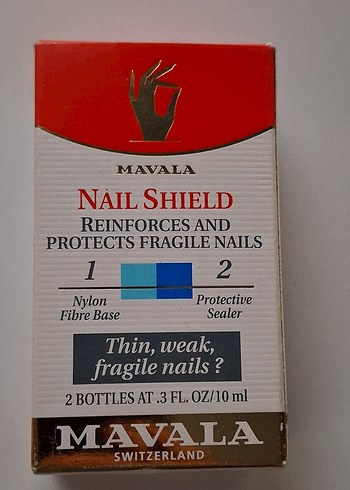 MAVALA
NAIL SHIELD
REINFORCES AND
PROTECTS FRAGILE NAILS
1 2
Nylon Protective
Fibre Base Sealer
Thin, weak,
fragile nails ?
2 BOTTLES AT .3 FL. OZ/10 ml
MAVALA
SWITZERLAND